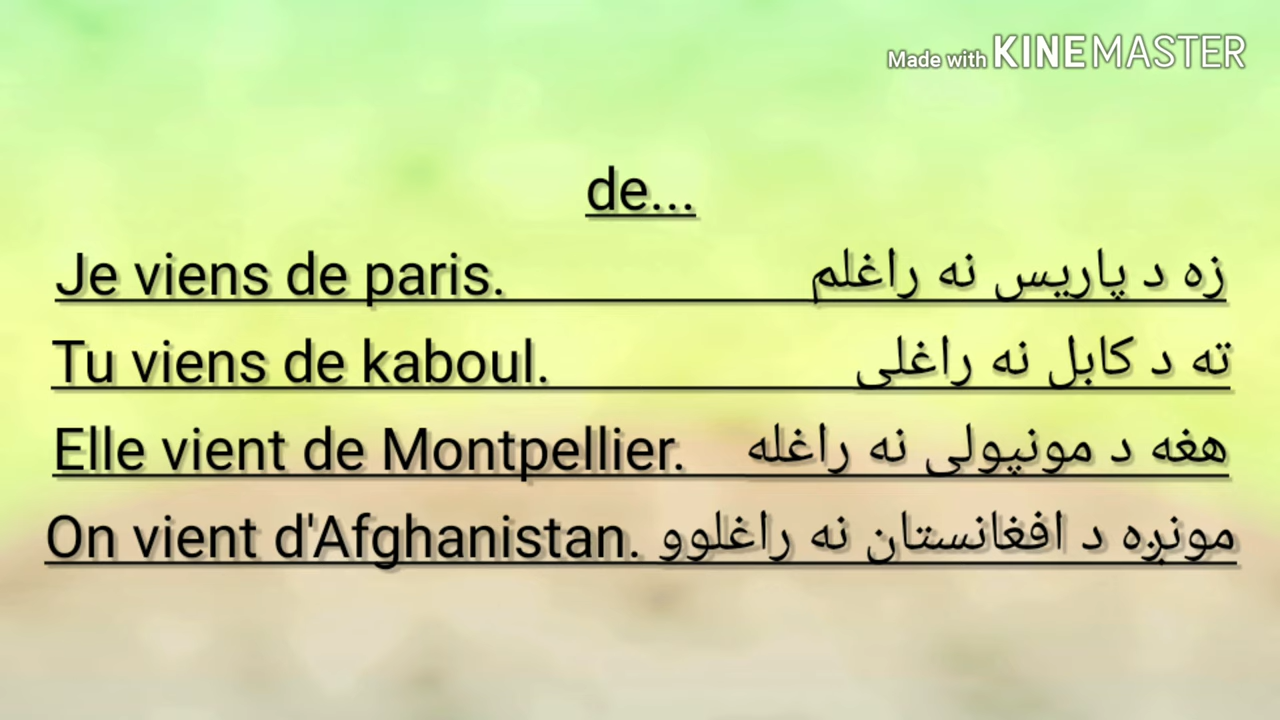 Made with KINEMASTER
de...
Je viens de paris. زه د پاریس نه راغلم
Tu viens de kaboul. ته د کابل نه راغلی
Elle vient de Montpellier. هغه د مونپولی نه راغله
On vient d'Afghanistan. مونږه د افغانستان نه راغلوو